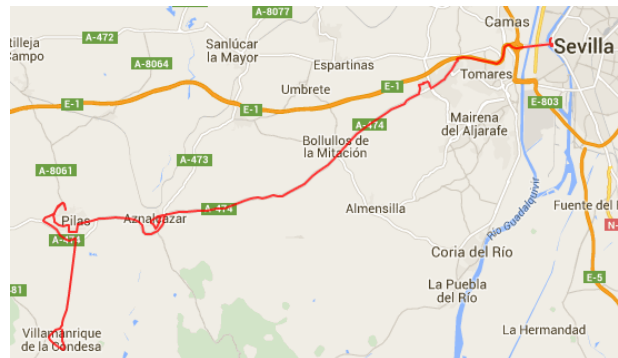 A-8077
Camas
tilleja
Campo
A-472
Sanlúcar
la Mayor
Sevilla
A-8064
Espartinas
Tomares
Umbrete
E-1
E-1
E-1
E-803
Mairena
del Aljarafe
A-474
Bollullos de
la Mitación
A-473
A-8061
Río Guadalquivir
Pilas
Aznalcázar
A-474
Almensilla
Fuente del
N-
A-474
Coria del Río
E-5
La Puebla
del Río
81
Villamanrique
de la Condesa
La Hermandad